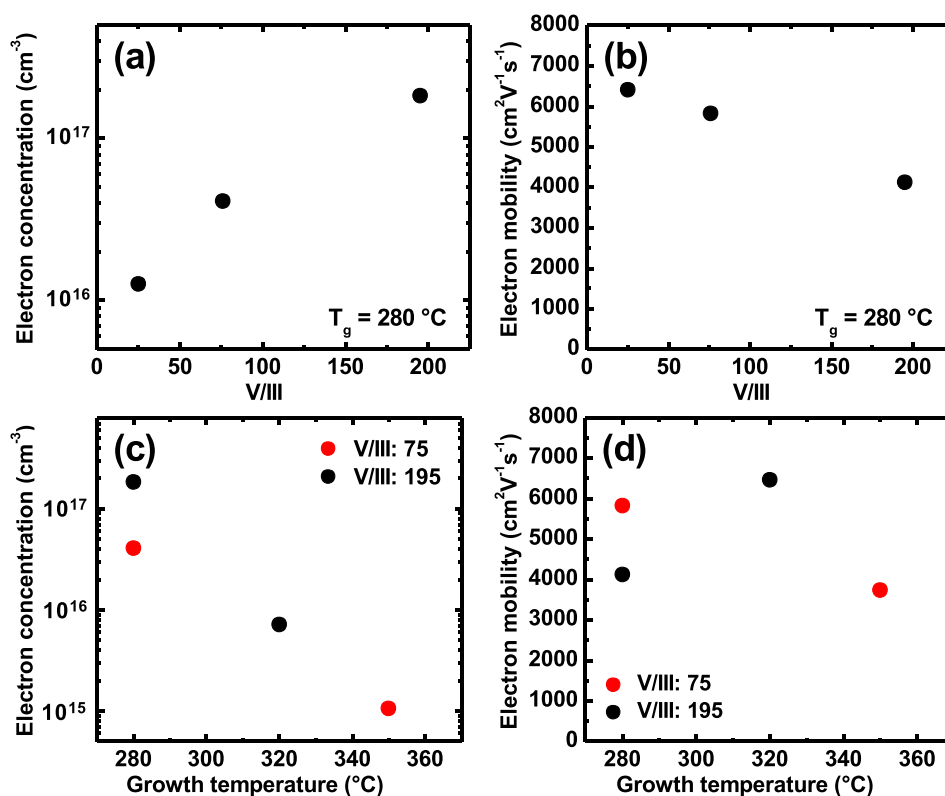 (a)
Electron concentration (cm⁻³)
10¹⁷
10¹⁶
T_g = 280 °C
0 50 100 150 200
V/III
(b)
Electron mobility (cm²V⁻¹s⁻¹)
8000
7000
6000
5000
4000
3000
2000
1000
0
T_g = 280 °C
0 50 100 150 200
V/III
(c)
V/III: 75
V/III: 195
Electron concentration (cm⁻³)
10¹⁷
10¹⁶
10¹⁵
280 300 320 340 360
Growth temperature (°C)
(d)
Electron mobility (cm²V⁻¹s⁻¹)
8000
7000
6000
5000
4000
3000
2000
1000
0
V/III: 75
V/III: 195
280 300 320 340 360
Growth temperature (°C)